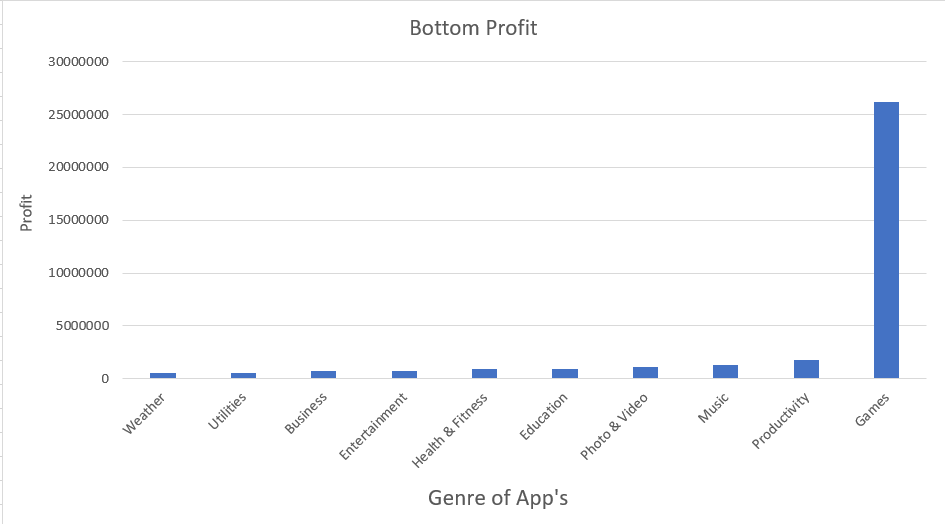 Bottom Profit
30000000
25000000
20000000
15000000
10000000
5000000
0
Profit
Weather
Utilities
Business
Entertainment
Health & Fitness
Education
Photo & Video
Music
Productivity
Games
Genre of App's